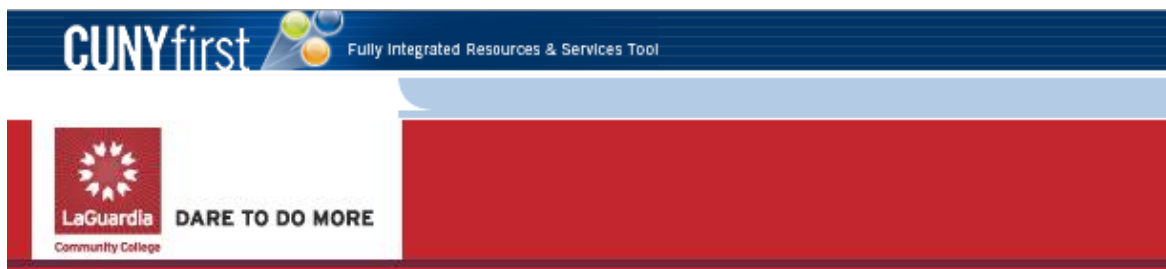 CUNYfirst Fully Integrated Resources & Services Tool
LaGuardia DARE TO DO MORE
Community College